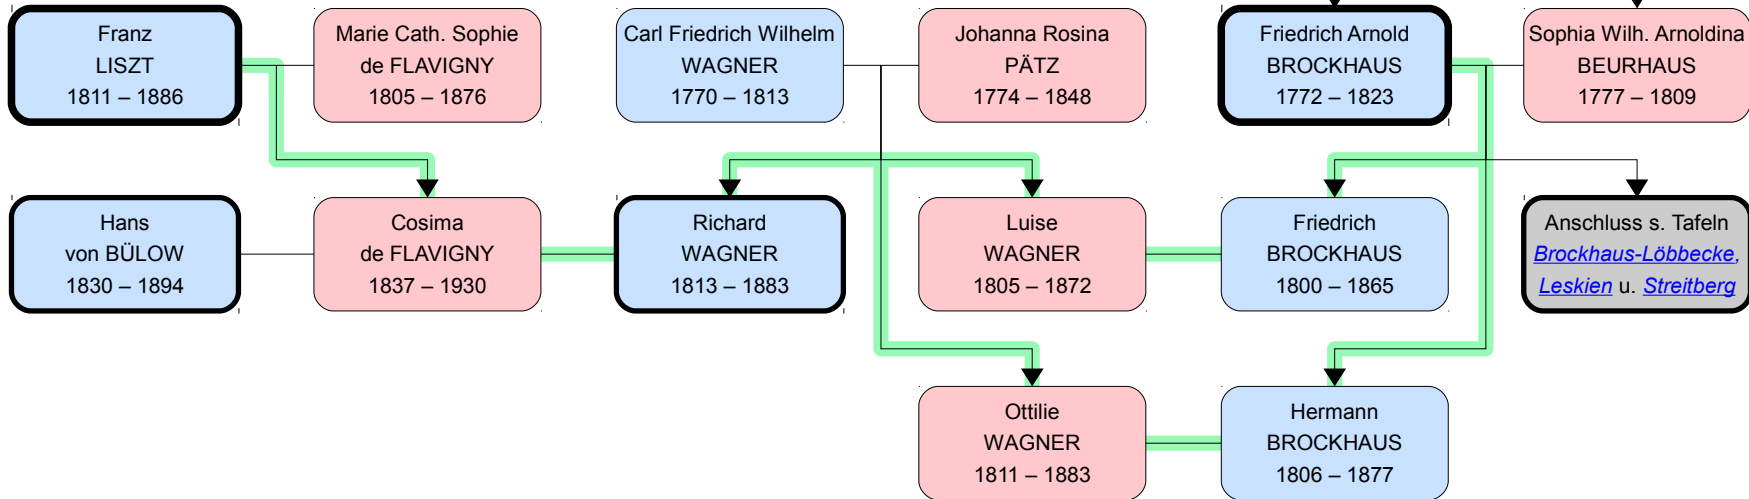 Franz
LISZT
1811 – 1886
Marie Cath. Sophie
de FLAVIGNY
1805 – 1876
Carl Friedrich Wilhelm
WAGNER
1770 – 1813
Johanna Rosina
PÄTZ
1774 – 1848
Friedrich Arnold
BROCKHAUS
1772 – 1823
Sophia Wilh. Arnoldina
BEURHAUS
1777 – 1809
Hans
von BÜLOW
1830 – 1894
Cosima
de FLAVIGNY
1837 – 1930
Richard
WAGNER
1813 – 1883
Luise
WAGNER
1805 – 1872
Friedrich
BROCKHAUS
1800 – 1865
Anschluss s. Tafeln
Brockhaus-Löbbecke,
Leskien u. Streitberg
Ottilie
WAGNER
1811 – 1883
Hermann
BROCKHAUS
1806 – 1877